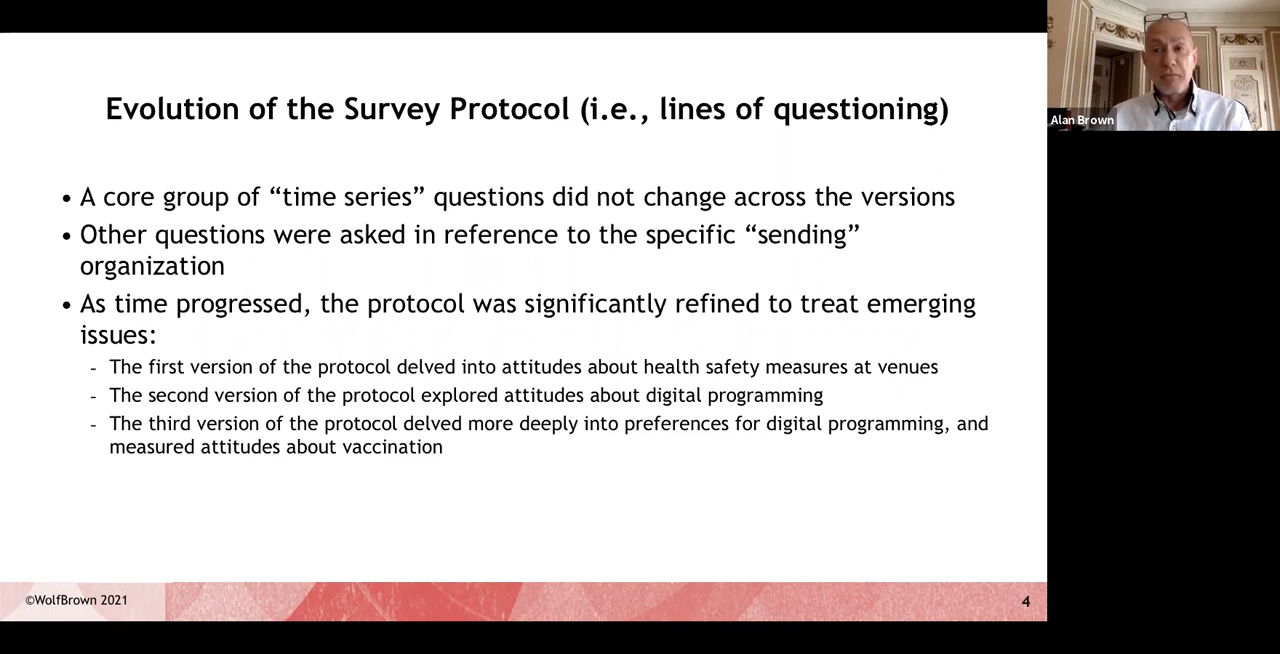 Evolution of the Survey Protocol (i.e., lines of questioning)
• A core group of “time series” questions did not change across the versions
• Other questions were asked in reference to the specific “sending”
organization
• As time progressed, the protocol was significantly refined to treat emerging
issues:
- The first version of the protocol delved into attitudes about health safety measures at venues
- The second version of the protocol explored attitudes about digital programming
- The third version of the protocol delved more deeply into preferences for digital programming, and
measured attitudes about vaccination
©WolfBrown 2021
4
Alan Brown